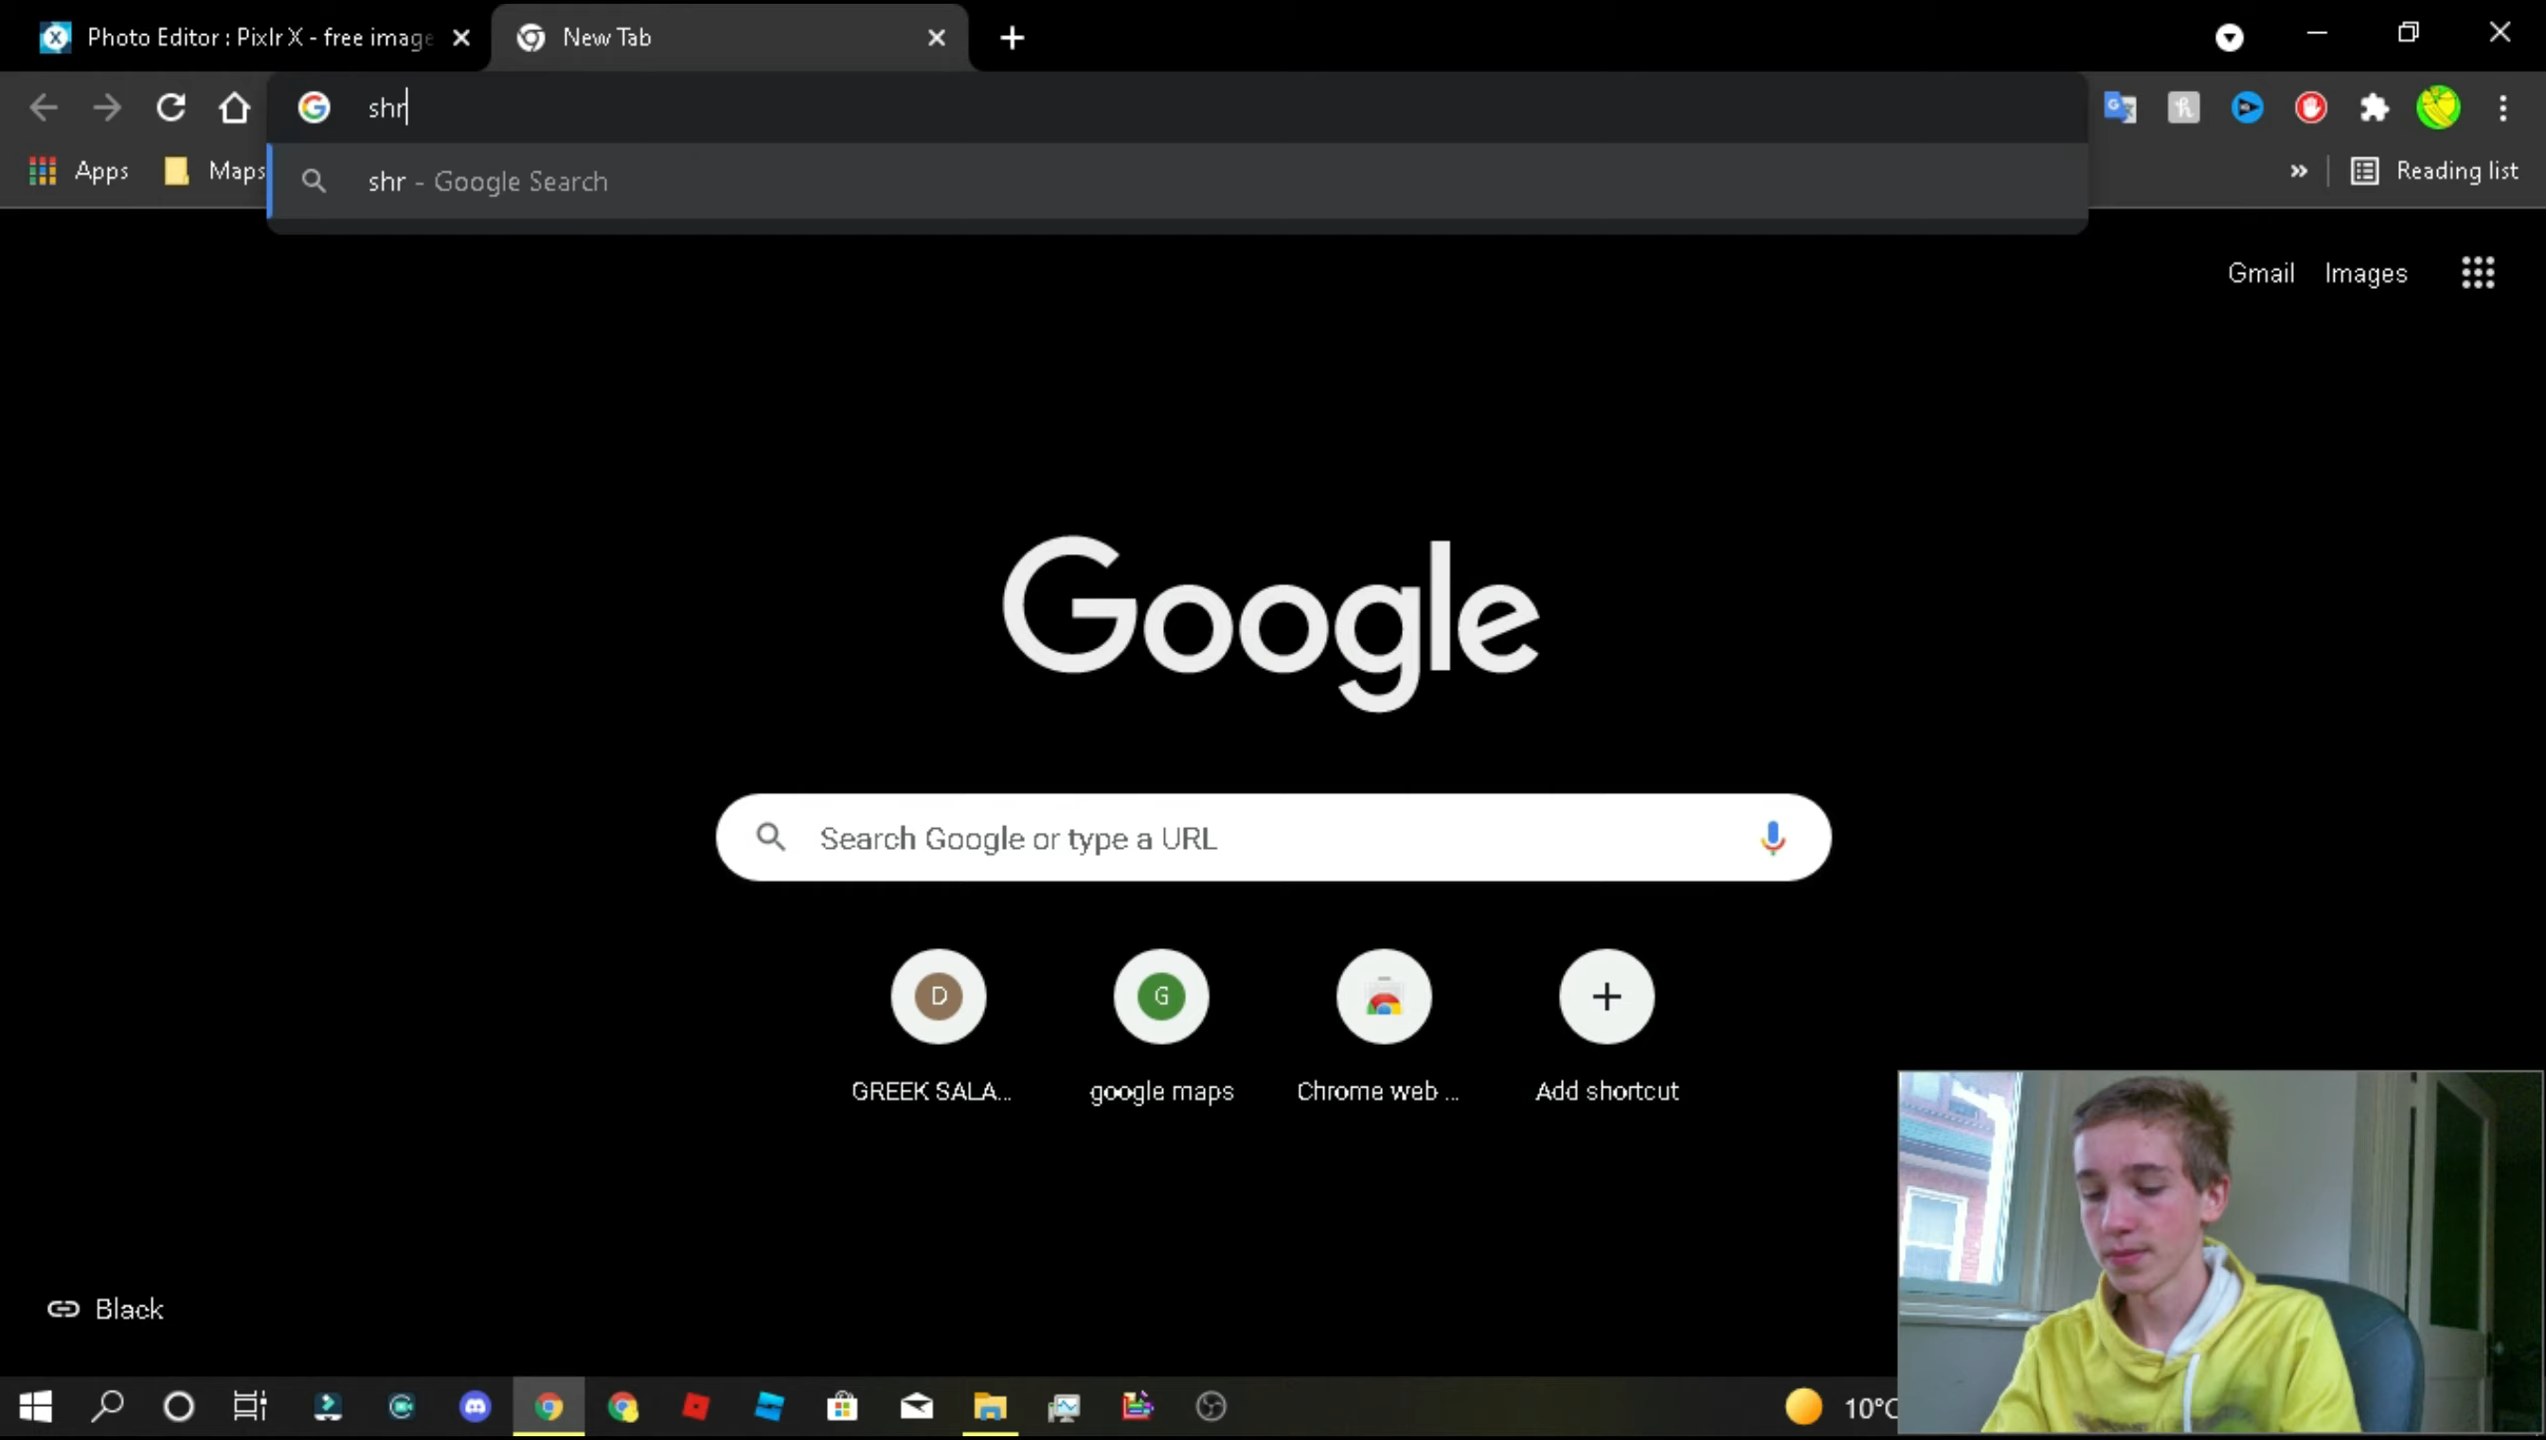 Photo Editor : Pixlr X - free image
New Tab
shr
Apps
Maps
shr - Google Search
Reading list
Gmail
Images
Google
Search Google or type a URL
D
G
GREEK SALA...
google maps
Chrome web ...
Add shortcut
Black
10°C